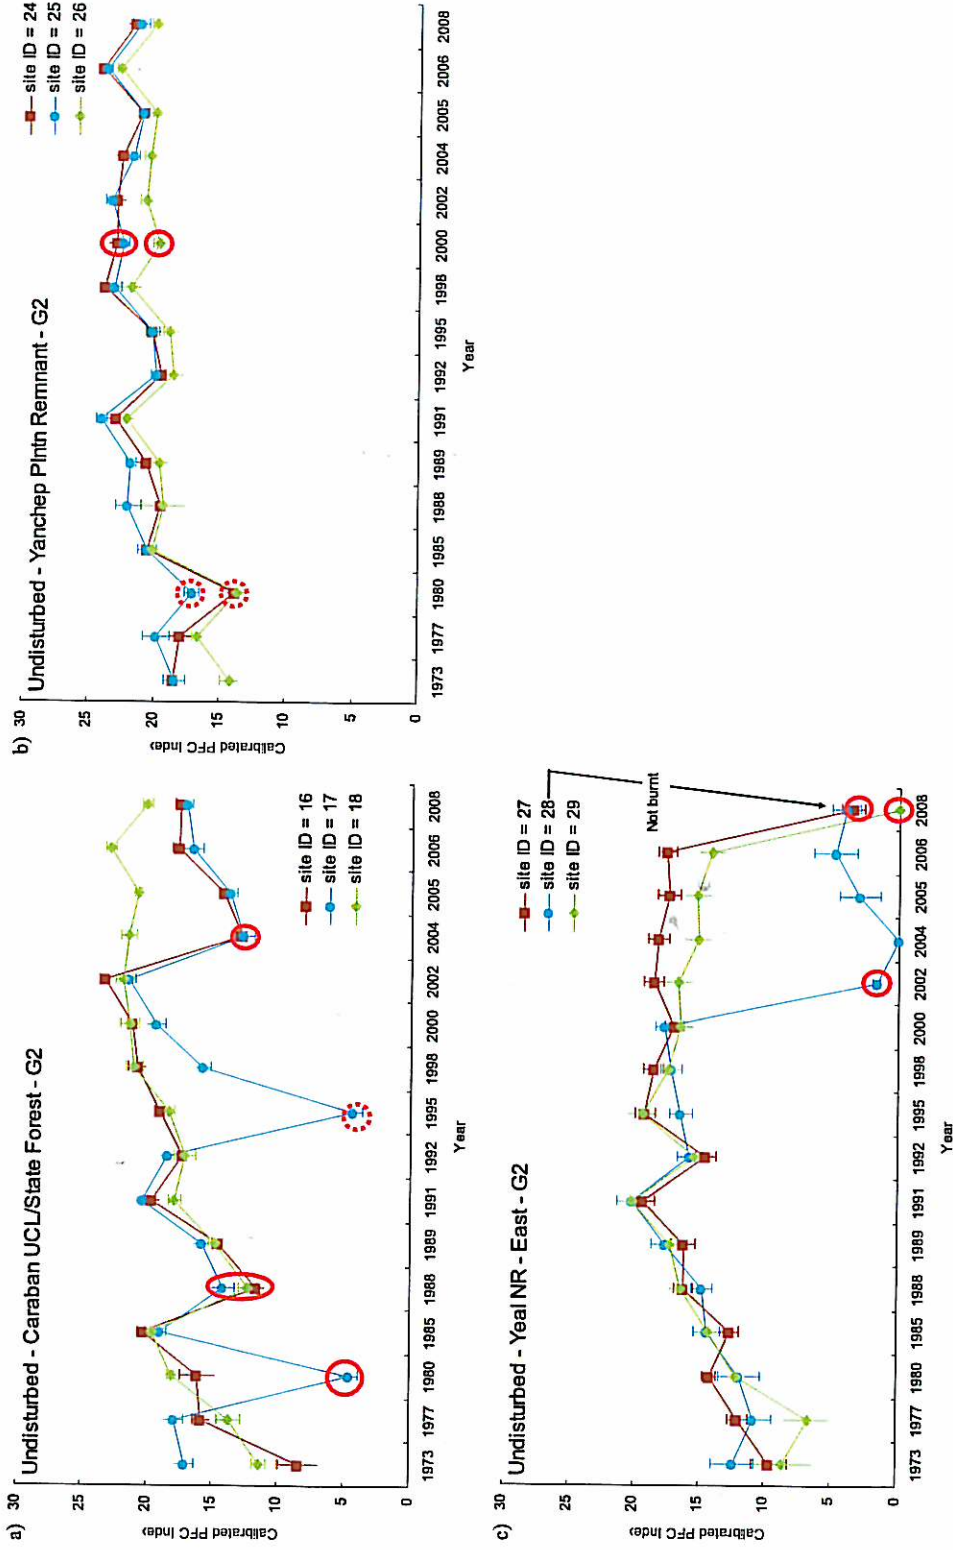 a)
Undisturbed - Caraban UCL/State Forest - G2
Calibrated PFC Index
30
25
20
15
10
5
0
1973 1977 1980 1985 1988 1989 1991 1992 1995 1998 2000 2002 2004 2005 2006 2008
Year
site ID = 16
site ID = 17
site ID = 18
b)
Undisturbed - Yanchep Plntn Remnant - G2
Calibrated PFC Index
30
25
20
15
10
5
0
1973 1977 1980 1985 1988 1989 1991 1992 1995 1998 2000 2002 2004 2005 2006 2008
Year
site ID = 24
site ID = 25
site ID = 26
c)
Undisturbed - Yeal NR - East - G2
Calibrated PFC Index
30
25
20
15
10
5
0
1973 1977 1980 1985 1988 1989 1991 1992 1995 1998 2000 2002 2004 2005 2006 2008
Year
site ID = 27
site ID = 28
site ID = 29
Not burnt